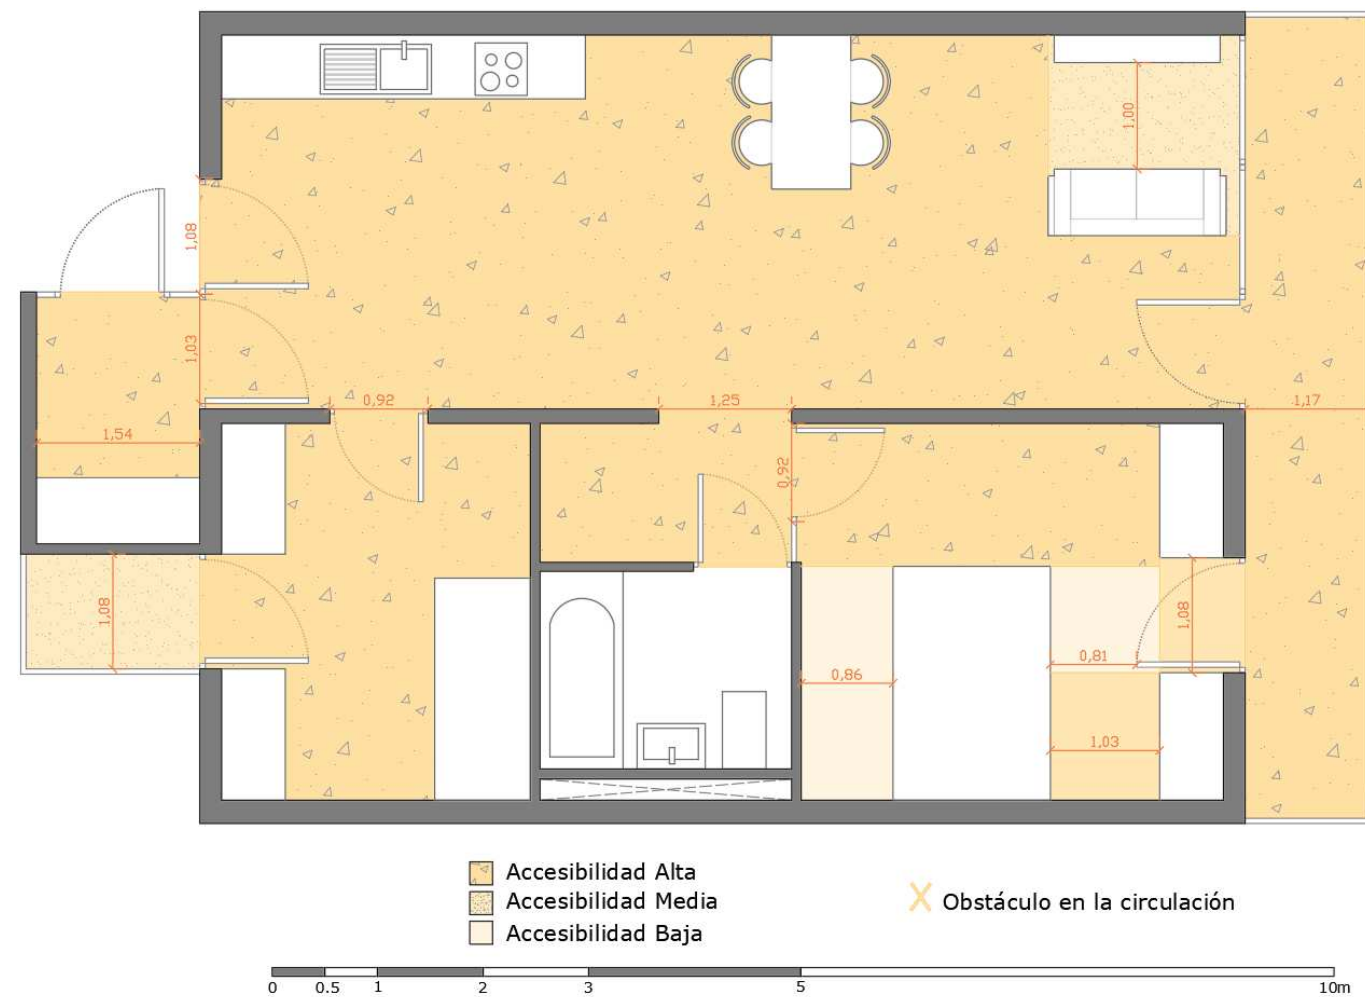 1,00
1,08
1,03
0,92
1,25
1,17
1,54
0,92
1,08
1,08
0,81
0,86
1,03
Accesibilidad Alta
Accesibilidad Media
Accesibilidad Baja
Obstáculo en la circulación
0 0.5 1 2 3 5 10m